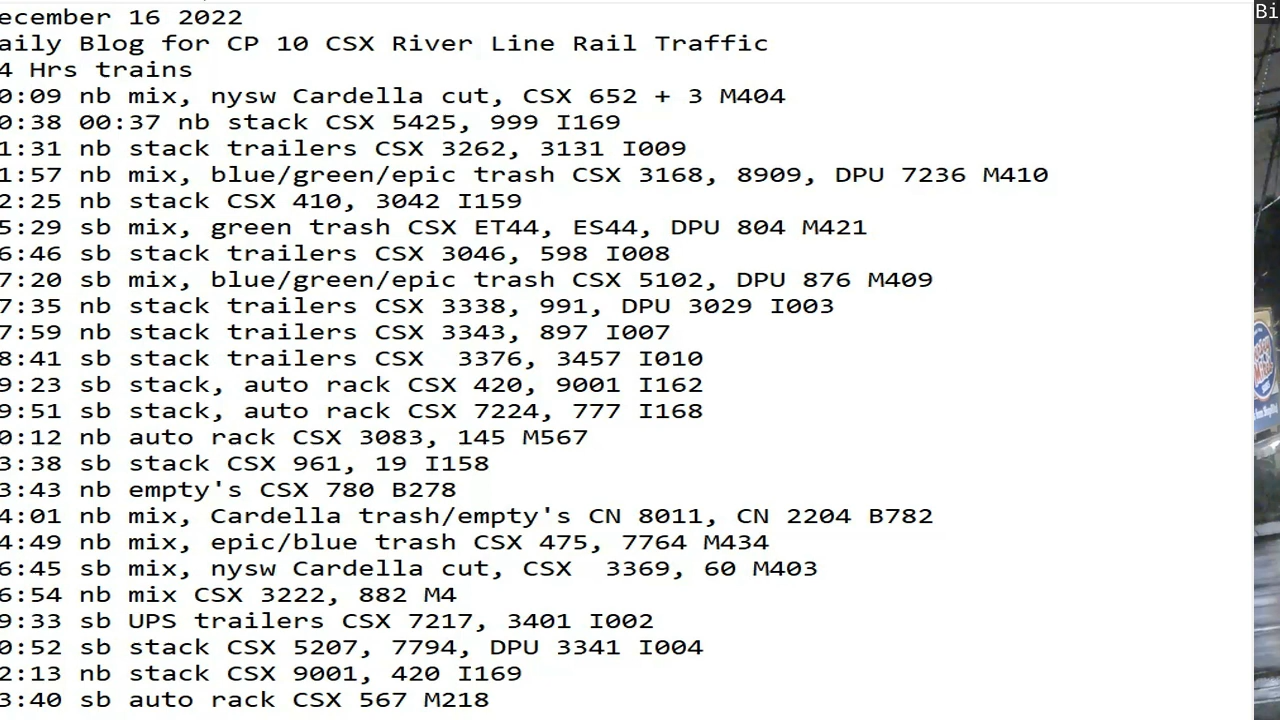 ecember 16 2022
aily Blog for CP 10 CSX River Line Rail Traffic
4 Hrs trains
0:09 nb mix, nysw Cardella cut, CSX 652 + 3 M404
0:38 00:37 nb stack CSX 5425, 999 I169
1:31 nb stack trailers CSX 3262, 3131 I009
1:57 nb mix, blue/green/epic trash CSX 3168, 8909, DPU 7236 M410
2:25 nb stack CSX 410, 3042 I159
5:29 sb mix, green trash CSX ET44, ES44, DPU 804 M421
6:46 sb stack trailers CSX 3046, 598 I008
7:20 sb mix, blue/green/epic trash CSX 5102, DPU 876 M409
7:35 nb stack trailers CSX 3338, 991, DPU 3029 I003
7:59 nb stack trailers CSX 3343, 897 I007
8:41 sb stack trailers CSX  3376, 3457 I010
9:23 sb stack, auto rack CSX 420, 9001 I162
9:51 sb stack, auto rack CSX 7224, 777 I168
0:12 nb auto rack CSX 3083, 145 M567
3:38 sb stack CSX 961, 19 I158
3:43 nb empty's CSX 780 B278
4:01 nb mix, Cardella trash/empty's CN 8011, CN 2204 B782
4:49 nb mix, epic/blue trash CSX 475, 7764 M434
6:45 sb mix, nysw Cardella cut, CSX  3369, 60 M403
6:54 nb mix CSX 3222, 882 M4
9:33 sb UPS trailers CSX 7217, 3401 I002
0:52 sb stack CSX 5207, 7794, DPU 3341 I004
2:13 nb stack CSX 9001, 420 I169
3:40 sb auto rack CSX 567 M218
Bi